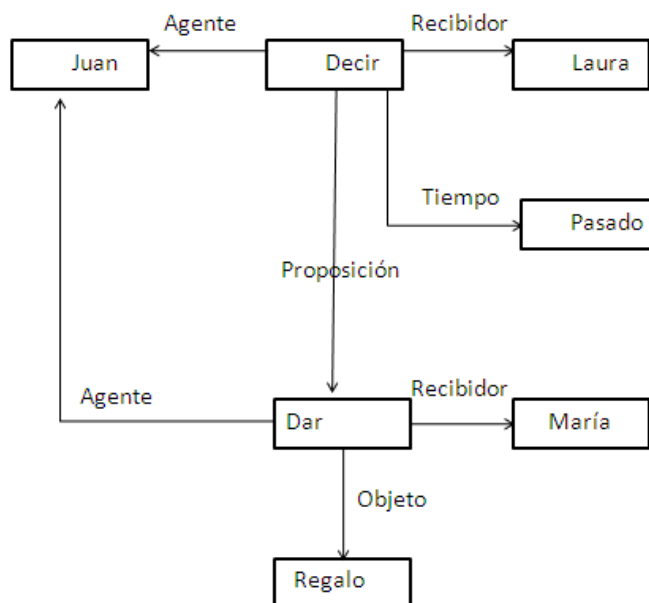 Agente
Recibidor
Juan
Decir
Laura
Tiempo
Pasado
Proposición
Agente
Recibidor
Dar
María
Objeto
Regalo